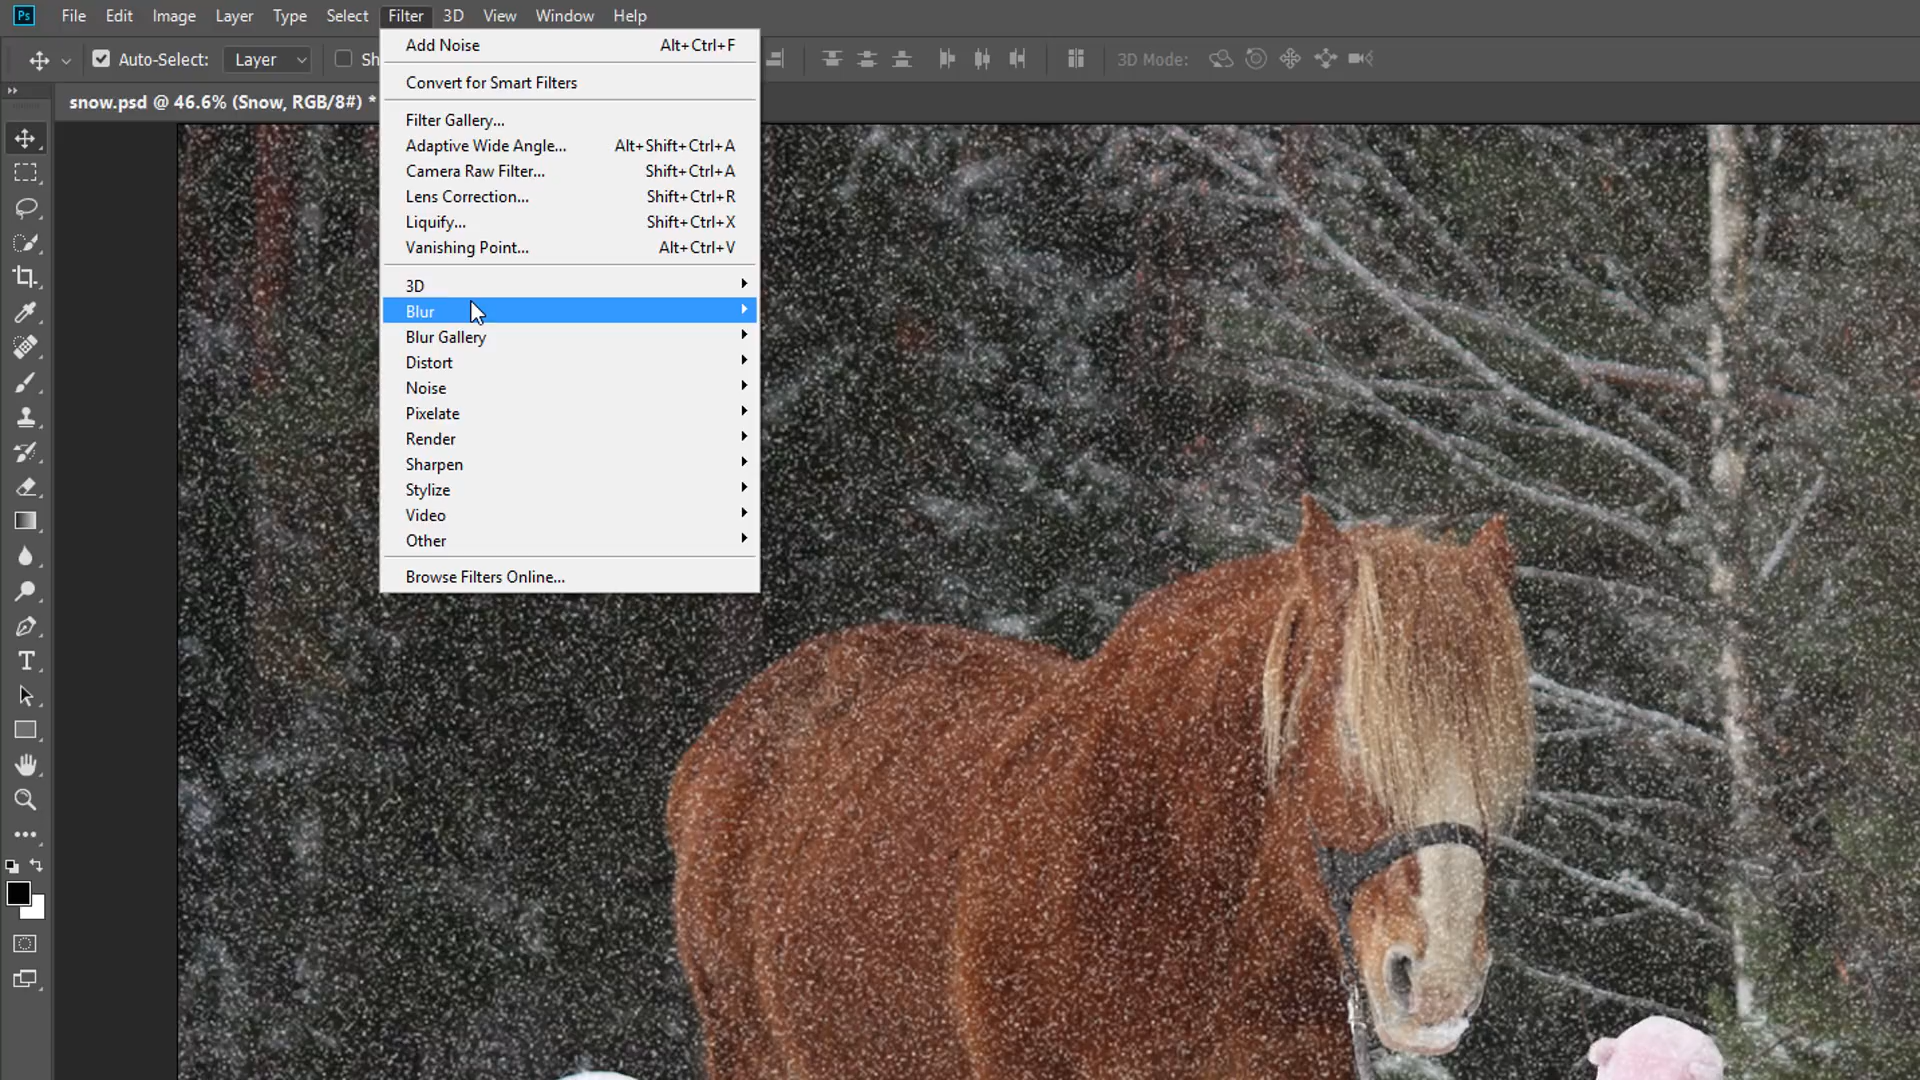 Ps File Edit Image Layer Type Select Filter 3D View Window Help
Auto-Select: Layer Sh 3D Mode:
snow.psd @ 46.6% (Snow, RGB/8#) *
Add Noise Alt+Ctrl+F
Convert for Smart Filters
Filter Gallery...
Adaptive Wide Angle... Alt+Shift+Ctrl+A
Camera Raw Filter... Shift+Ctrl+A
Lens Correction... Shift+Ctrl+R
Liquify... Shift+Ctrl+X
Vanishing Point... Alt+Ctrl+V
3D
Blur
Blur Gallery
Distort
Noise
Pixelate
Render
Sharpen
Stylize
Video
Other
Browse Filters Online...